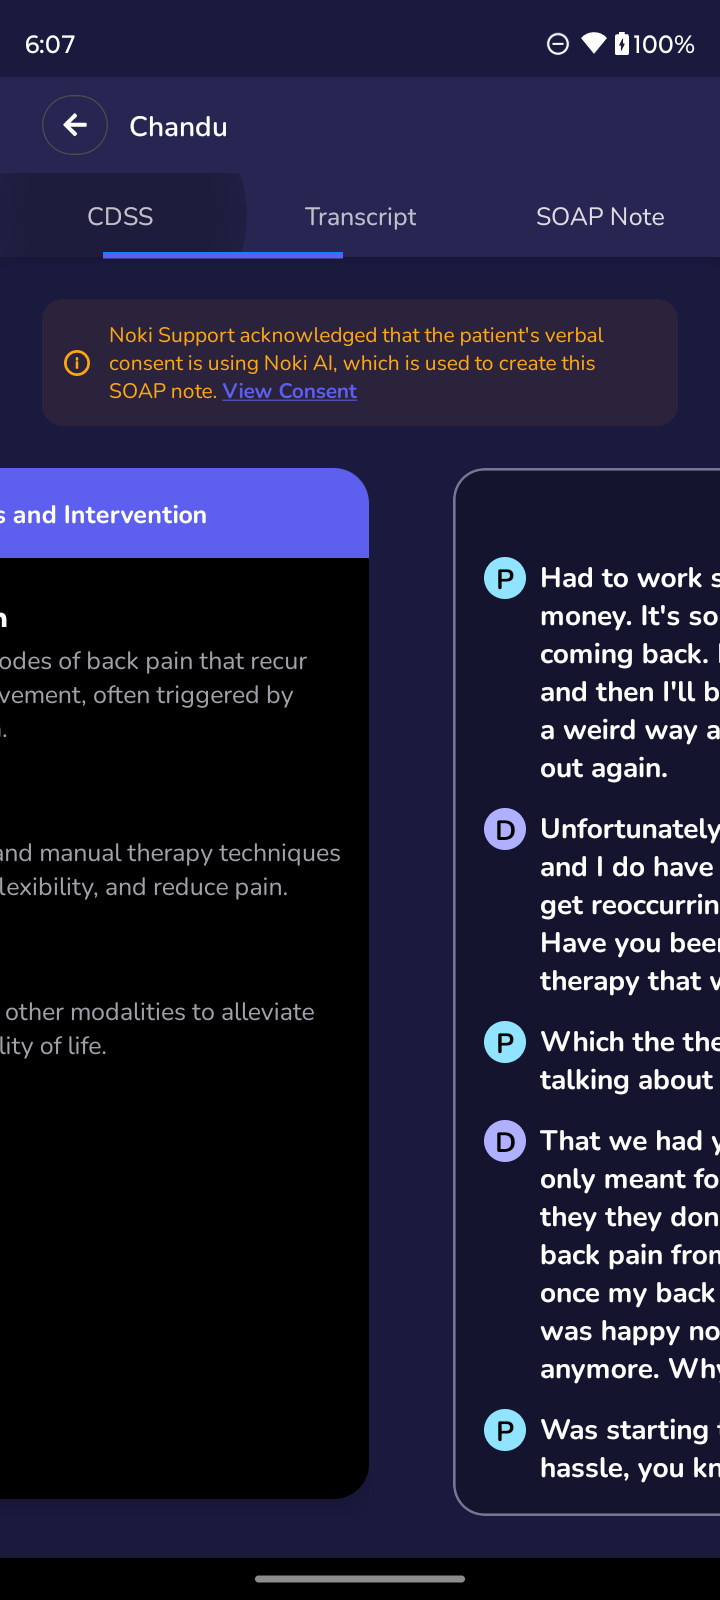 6:07
100%
Chandu
CDSS
Transcript
SOAP Note
Noki Support acknowledged that the patient's verbal
consent is using Noki AI, which is used to create this
SOAP note. View Consent
s and Intervention
n
odes of back pain that recur
vement, often triggered by
.
and manual therapy techniques
lexibility, and reduce pain.
other modalities to alleviate
lity of life.
P
Had to work s
money. It's so
coming back.
and then I'll b
a weird way a
out again.
D
Unfortunately
and I do have
get reoccurrin
Have you beer
therapy that v
P
Which the the
talking about
D
That we had y
only meant fo
they they don
back pain fron
once my back
was happy no
anymore. Why
P
Was starting
hassle, you kn